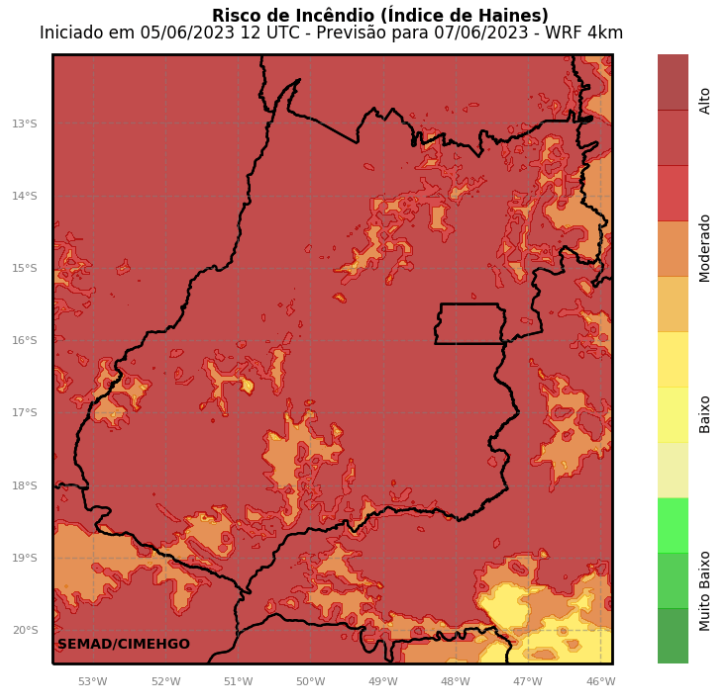 Risco de Incêndio (Índice de Haines)
Iniciado em 05/06/2023 12 UTC - Previsão para 07/06/2023 - WRF 4km
13°S
14°S
15°S
16°S
17°S
18°S
19°S
20°S
53°W
52°W
51°W
50°W
49°W
48°W
47°W
46°W
SEMAD/CIMEHGO
Alto
Moderado
Baixo
Muito Baixo